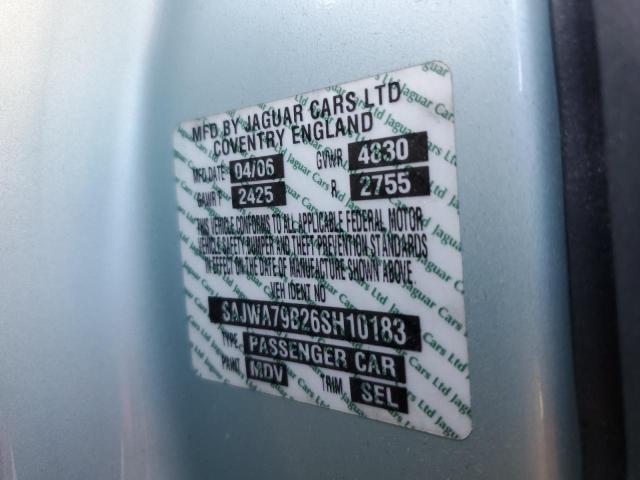 MFD BY JAGUAR CARS LTD
COVENTRY ENGLAND
MFD.DATE 04/06 GVWR 4830
GAWR F 2425 R 2755
THIS VEHICLE CONFORMS TO ALL APPLICABLE FEDERAL MOTOR
VEHICLE SAFETY BUMPER AND THEFT PREVENTION STANDARDS
IN EFFECT ON THE DATE OF MANUFACTURE SHOWN ABOVE.
VEH IDENT NO
SAJWA79B26SH10183
TYPE PASSENGER CAR
PAINT MDV TRIM SEL